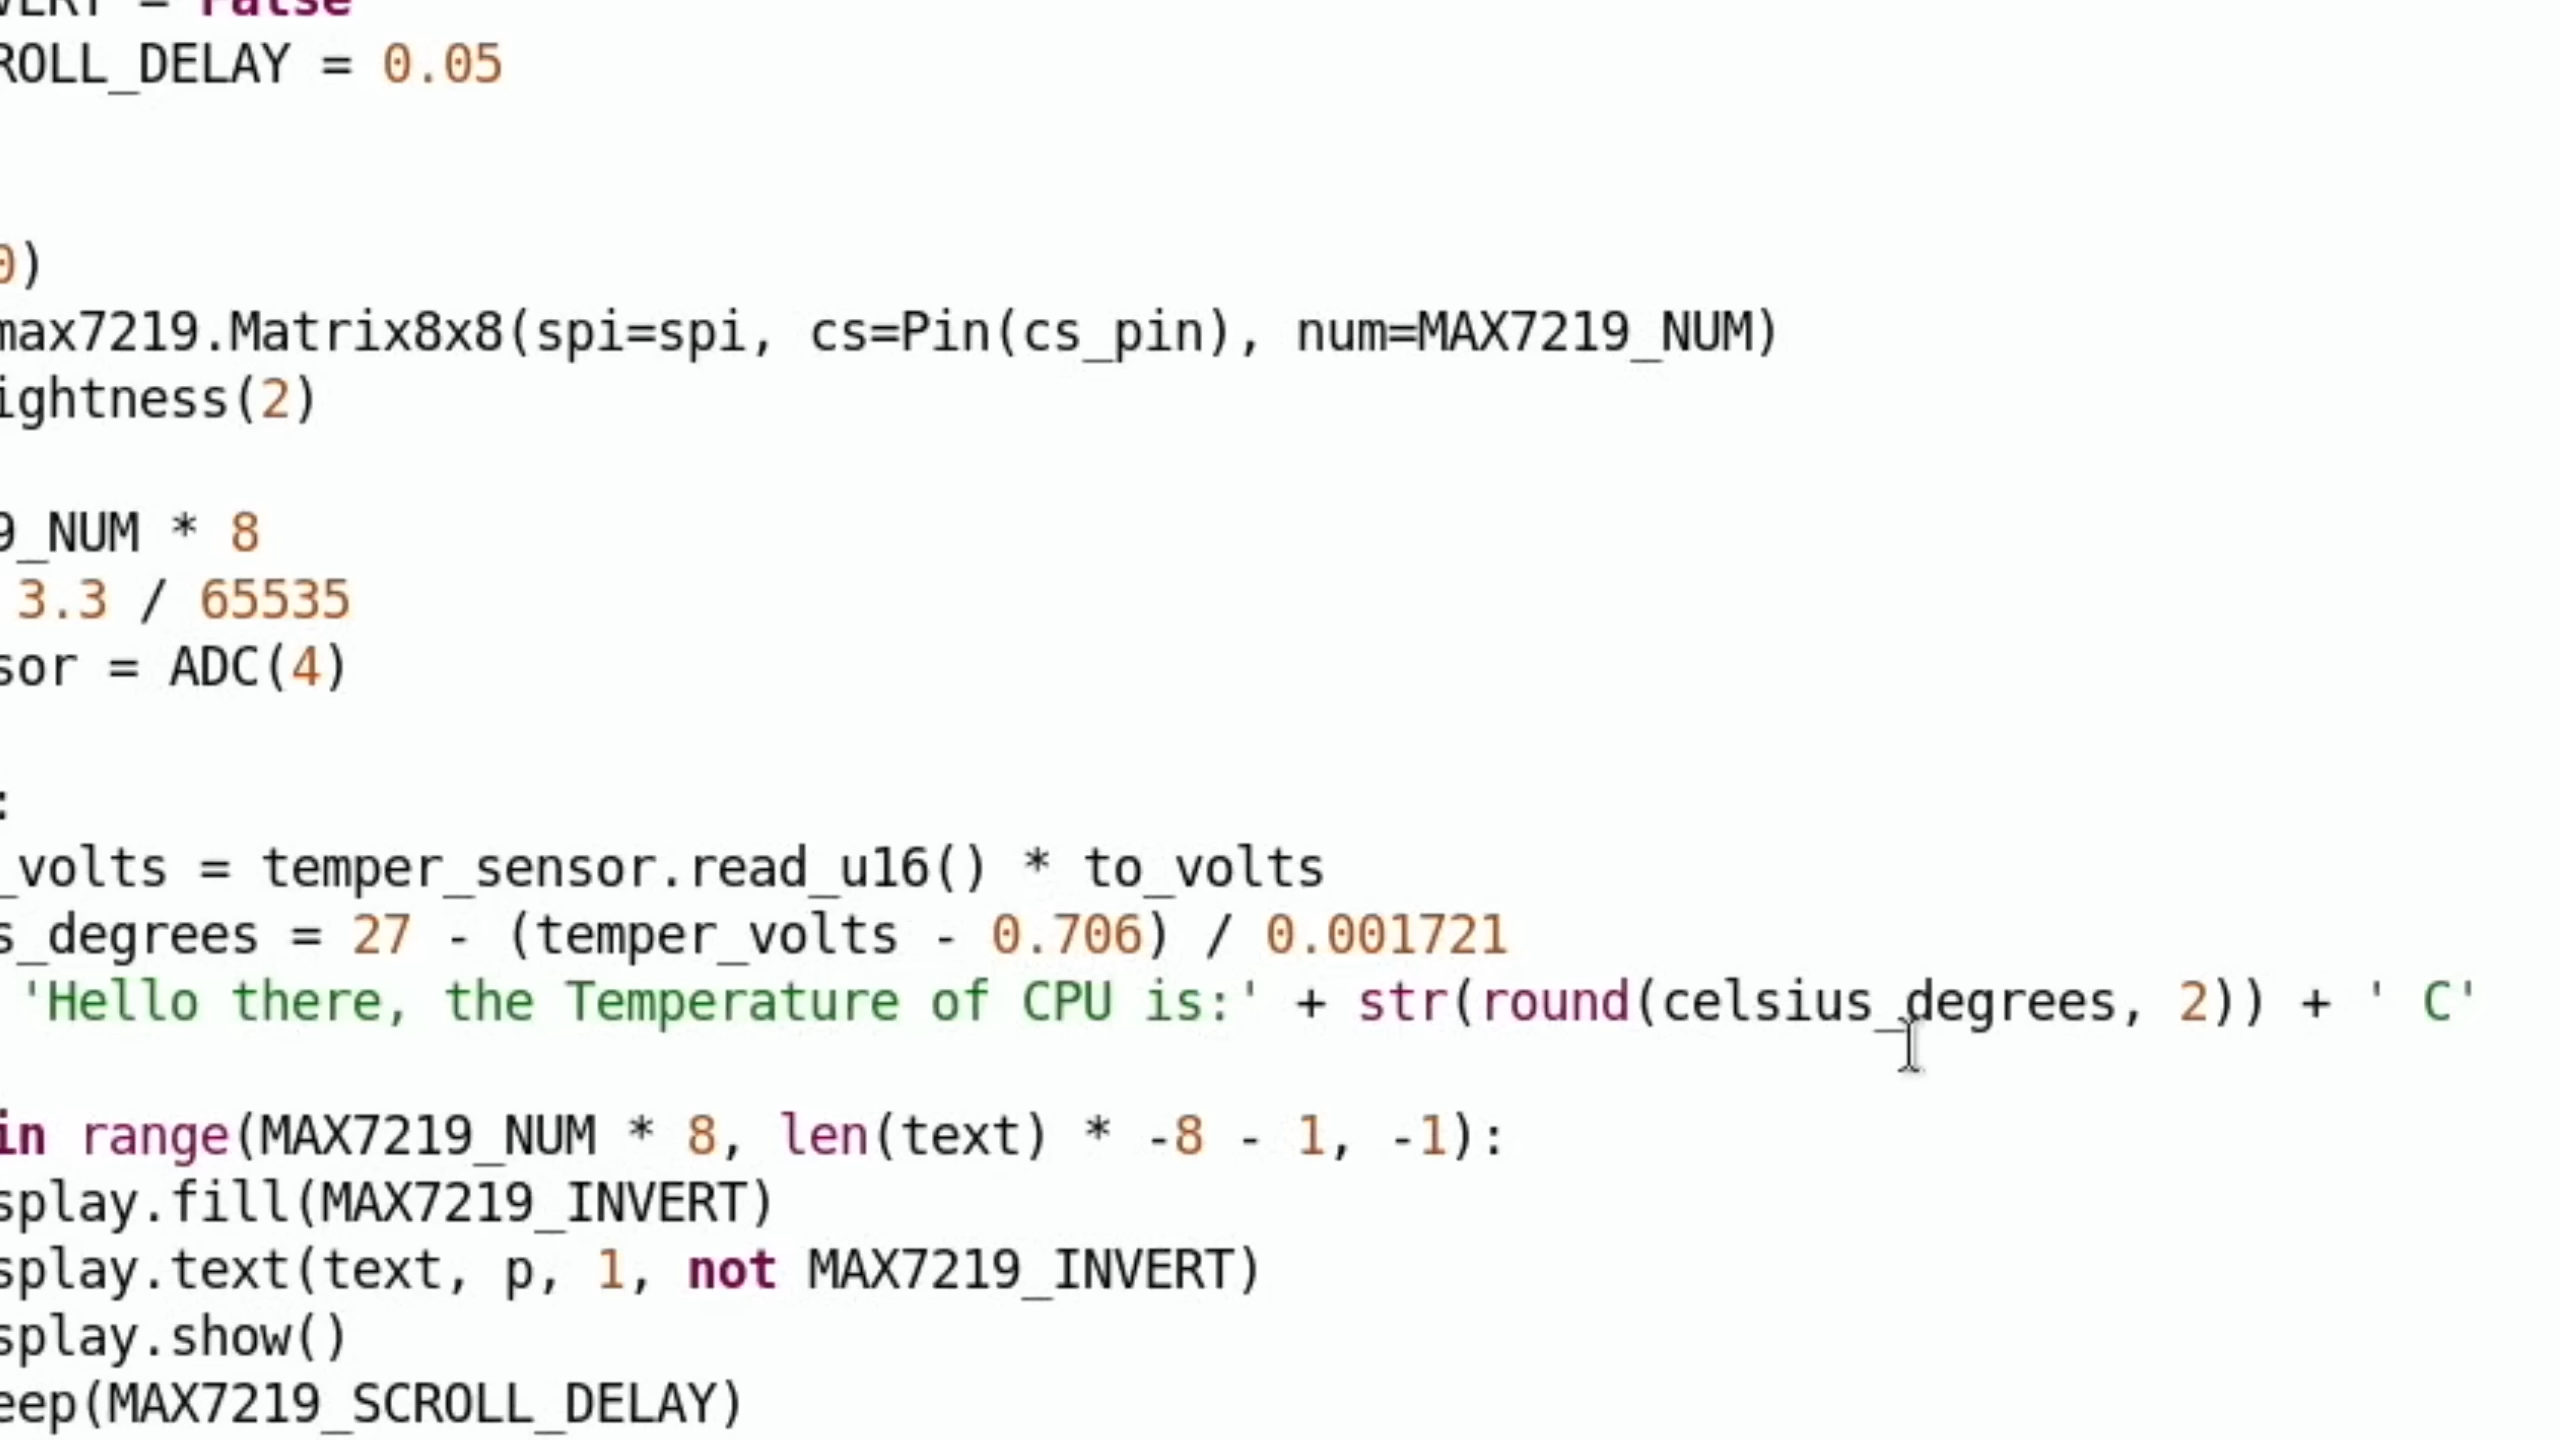 VERT = False
ROLL_DELAY = 0.05
0)
max7219.Matrix8x8(spi=spi, cs=Pin(cs_pin), num=MAX7219_NUM)
ightness(2)
9_NUM * 8
3.3 / 65535
sor = ADC(4)
:
_volts = temper_sensor.read_u16() * to_volts
s_degrees = 27 - (temper_volts - 0.706) / 0.001721
'Hello there, the Temperature of CPU is:' + str(round(celsius_degrees, 2)) + ' C'
in range(MAX7219_NUM * 8, len(text) * -8 - 1, -1):
splay.fill(MAX7219_INVERT)
splay.text(text, p, 1, not MAX7219_INVERT)
splay.show()
eep(MAX7219_SCROLL_DELAY)